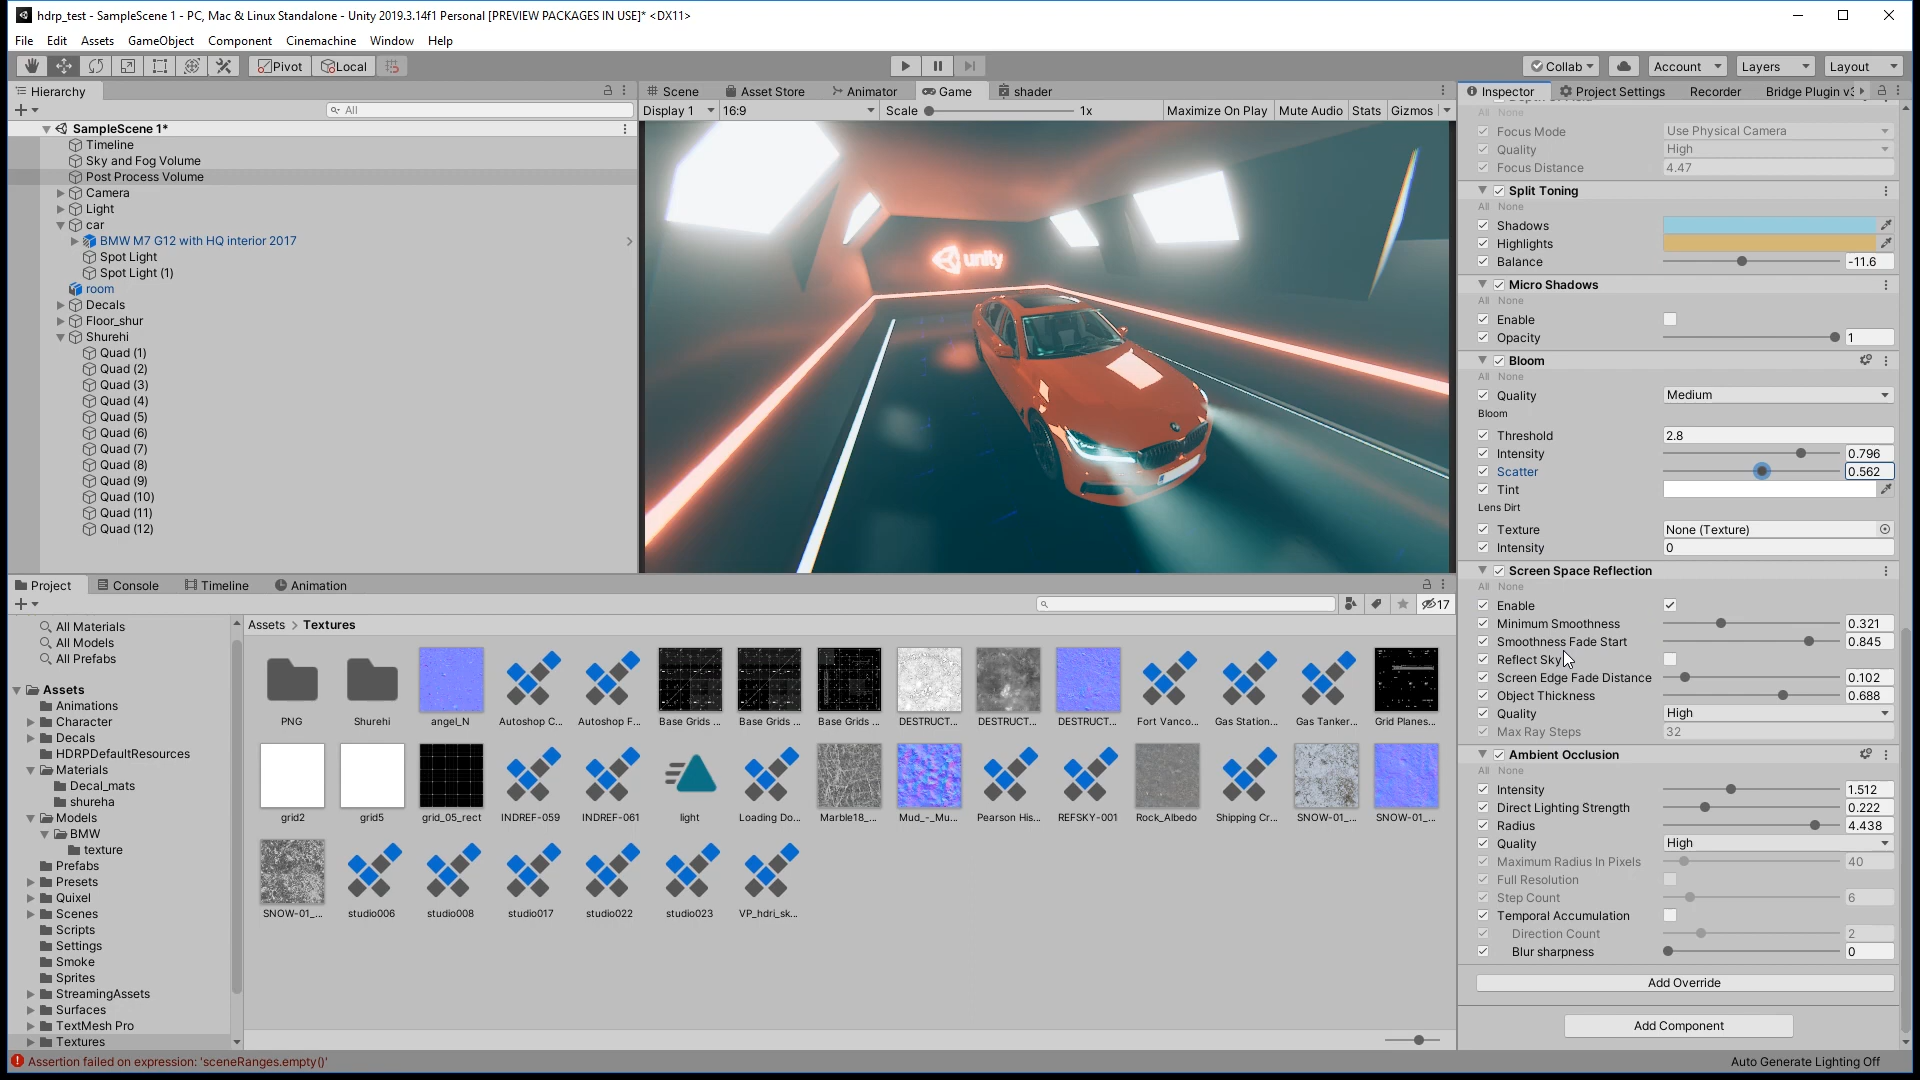 hdrp_test - SampleScene 1 - PC, Mac & Linux Standalone - Unity 2019.3.14f1 Personal [PREVIEW PACKAGES IN USE]* <DX11>
File Edit Assets GameObject Component Cinemachine Window Help
Pivot Local Collab Account Layers Layout
Hierarchy
All
SampleScene 1*
Timeline
Sky and Fog Volume
Post Process Volume
Camera
Light
car
BMW M7 G12 with HQ interior 2017
Spot Light
Spot Light (1)
room
Decals
Floor_shur
Shurehi
Quad (1)
Quad (2)
Quad (3)
Quad (4)
Quad (5)
Quad (6)
Quad (7)
Quad (8)
Quad (9)
Quad (10)
Quad (11)
Quad (12)
Scene Asset Store Animator Game shader
Display 1 16:9 Scale 1x Maximize On Play Mute Audio Stats Gizmos
unity
Project Console Timeline Animation
17
All Materials
All Models
All Prefabs
Assets
Animations
Character
Decals
HDRPDefaultResources
Materials
Decal_mats
shureha
Models
BMW
texture
Prefabs
Presets
Quixel
Scenes
Scripts
Settings
Smoke
Sprites
StreamingAssets
Surfaces
TextMesh Pro
Textures
Assets > Textures
PNG Shurehi angel_N Autoshop C... Autoshop F... Base Grids ... Base Grids ... Base Grids ... DESTRUCT... DESTRUCT... DESTRUCT... Fort Vanco... Gas Station... Gas Tanker... Grid Planes...
grid2 grid5 grid_05_rect INDREF-059 INDREF-061 light Loading Do... Marble18_... Mud_-_Mu... Pearson His... REFSKY-001 Rock_Albedo Shipping Cr... SNOW-01_... SNOW-01_...
SNOW-01_... studio006 studio008 studio017 studio022 studio023 VP_hdri_sk...
Inspector Project Settings Recorder Bridge Plugin v3
All None
Focus Mode Use Physical Camera
Quality High
Focus Distance 4.47
Split Toning
All None
Shadows
Highlights
Balance -11.6
Micro Shadows
All None
Enable
Opacity 1
Bloom
All None
Quality Medium
Bloom
Threshold 2.8
Intensity 0.796
Scatter 0.562
Tint
Lens Dirt
Texture None (Texture)
Intensity 0
Screen Space Reflection
All None
Enable
Minimum Smoothness 0.321
Smoothness Fade Start 0.845
Reflect Sky
Screen Edge Fade Distance 0.102
Object Thickness 0.688
Quality High
Max Ray Steps 32
Ambient Occlusion
All None
Intensity 1.512
Direct Lighting Strength 0.222
Radius 4.438
Quality High
Maximum Radius In Pixels 40
Full Resolution
Step Count 6
Temporal Accumulation
Direction Count 2
Blur sharpness 0
Add Override
Add Component
Assertion failed on expression: 'sceneRanges.empty()'
Auto Generate Lighting Off